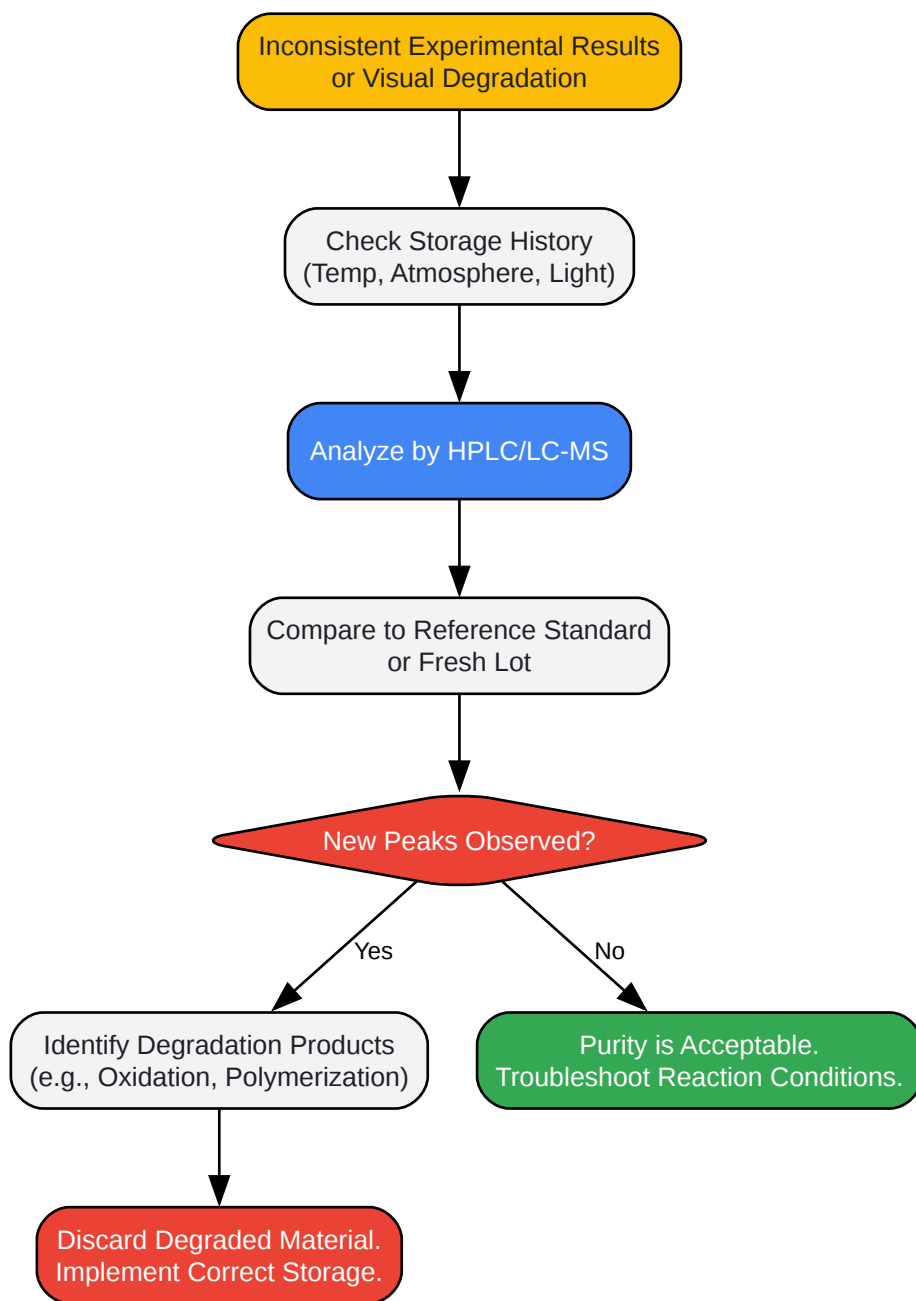 Inconsistent Experimental Results
or Visual Degradation
Check Storage History
(Temp, Atmosphere, Light)
Analyze by HPLC/LC-MS
Compare to Reference Standard
or Fresh Lot
New Peaks Observed?
Yes
No
Identify Degradation Products
(e.g., Oxidation, Polymerization)
Purity is Acceptable.
Troubleshoot Reaction Conditions.
Discard Degraded Material.
Implement Correct Storage.